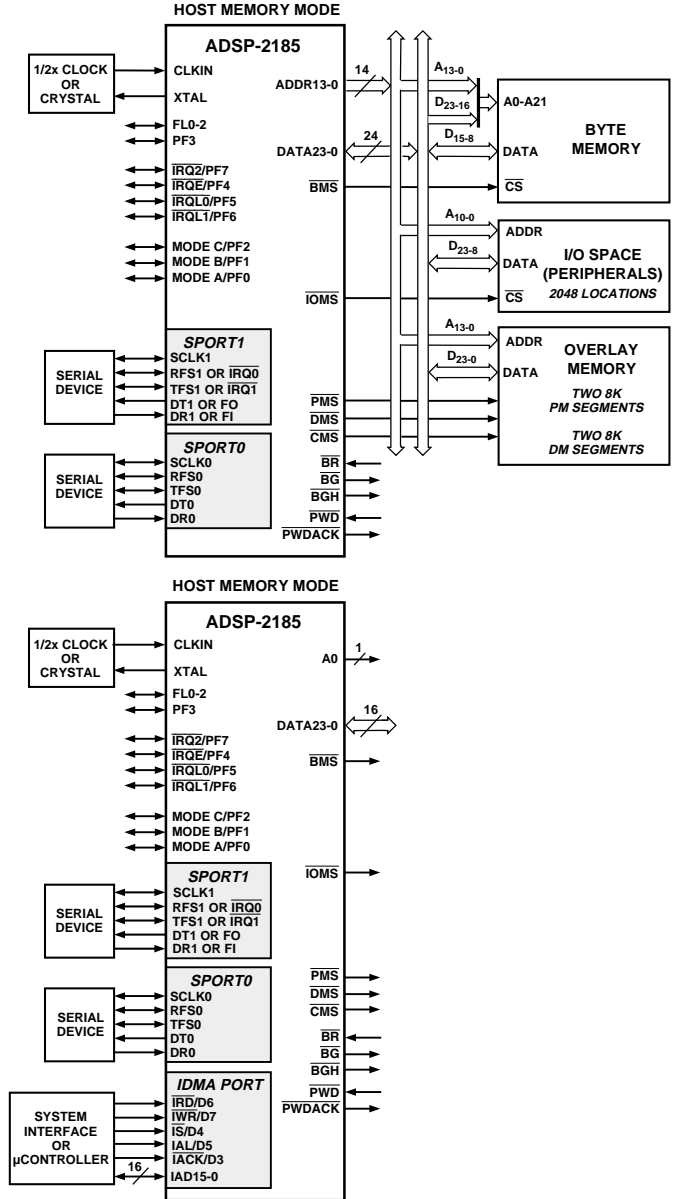 HOST MEMORY MODE
ADSP-2185
1/2x CLOCK
OR
CRYSTAL
CLKIN
XTAL
FL0-2
PF3
IRQ2/PF7
IRQE/PF4
IRQL0/PF5
IRQL1/PF6
MODE C/PF2
MODE B/PF1
MODE A/PF0
SPORT1
SCLK1
RFS1 OR IRQ0
TFS1 OR IRQ1
DT1 OR FO
DR1 OR FI
SERIAL
DEVICE
SPORT0
SCLK0
RFS0
TFS0
DT0
DR0
SERIAL
DEVICE
14
ADDR13-0
24
DATA23-0
BMS
IOMS
PMS
DMS
CMS
BR
BG
BGH
PWD
PWDACK
A13-0
D23-16
D15-8
A0-A21
DATA
CS
BYTE
MEMORY
A10-0
D23-8
ADDR
DATA
CS
I/O SPACE
(PERIPHERALS)
2048 LOCATIONS
A13-0
D23-0
ADDR
DATA
OVERLAY
MEMORY
TWO 8K
PM SEGMENTS
TWO 8K
DM SEGMENTS
HOST MEMORY MODE
ADSP-2185
1/2x CLOCK
OR
CRYSTAL
CLKIN
XTAL
FL0-2
PF3
IRQ2/PF7
IRQE/PF4
IRQL0/PF5
IRQL1/PF6
MODE C/PF2
MODE B/PF1
MODE A/PF0
SPORT1
SCLK1
RFS1 OR IRQ0
TFS1 OR IRQ1
DT1 OR FO
DR1 OR FI
SERIAL
DEVICE
SPORT0
SCLK0
RFS0
TFS0
DT0
DR0
SERIAL
DEVICE
IDMA PORT
IRD/D6
IWR/D7
IS/D4
IAL/D5
IACK/D3
IAD15-0
16
SYSTEM
INTERFACE
OR
µCONTROLLER
1
A0
16
DATA23-0
BMS
IOMS
PMS
DMS
CMS
BR
BG
BGH
PWD
PWDACK